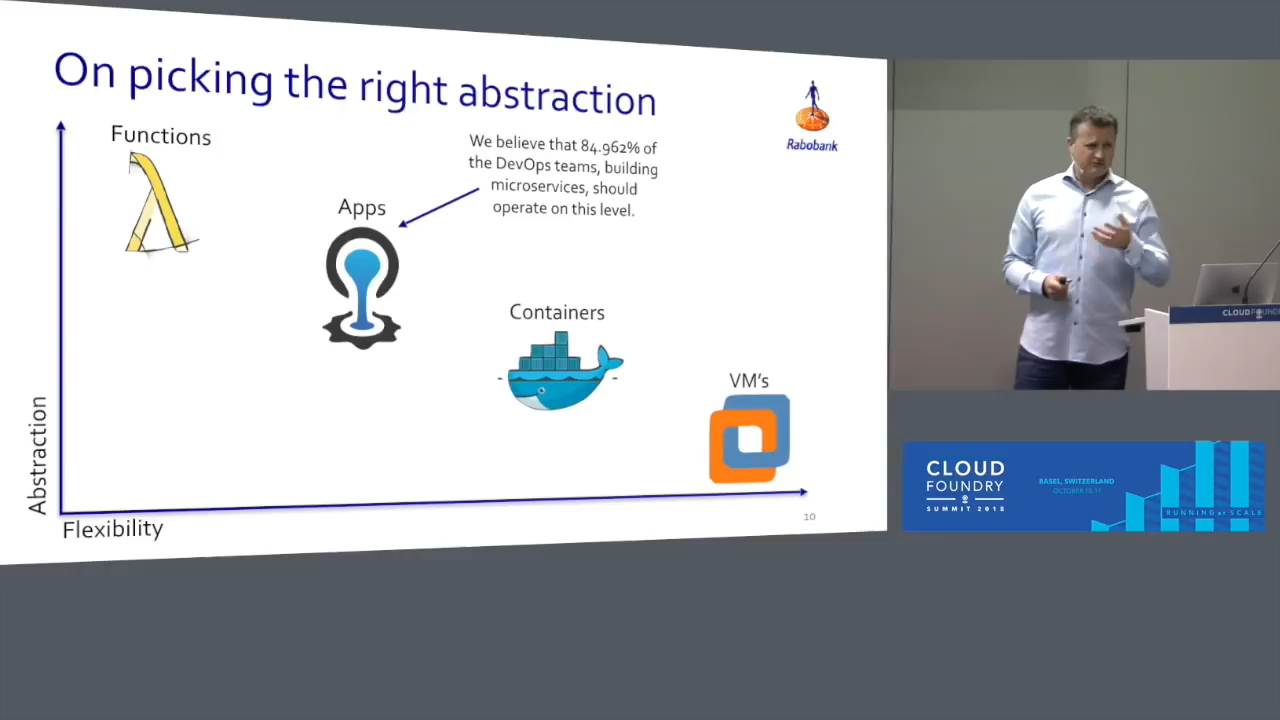 On picking the right abstraction
Functions
We believe that 84.962% of
the DevOps teams, building
microservices, should
operate on this level.
Rabobank
Apps
Containers
VM's
Abstraction
Flexibility
10
CLOUD
FOUNDRY
SUMMIT 2018
BASEL, SWITZERLAND
OCTOBER 10-11
RUNNING AT SCALE